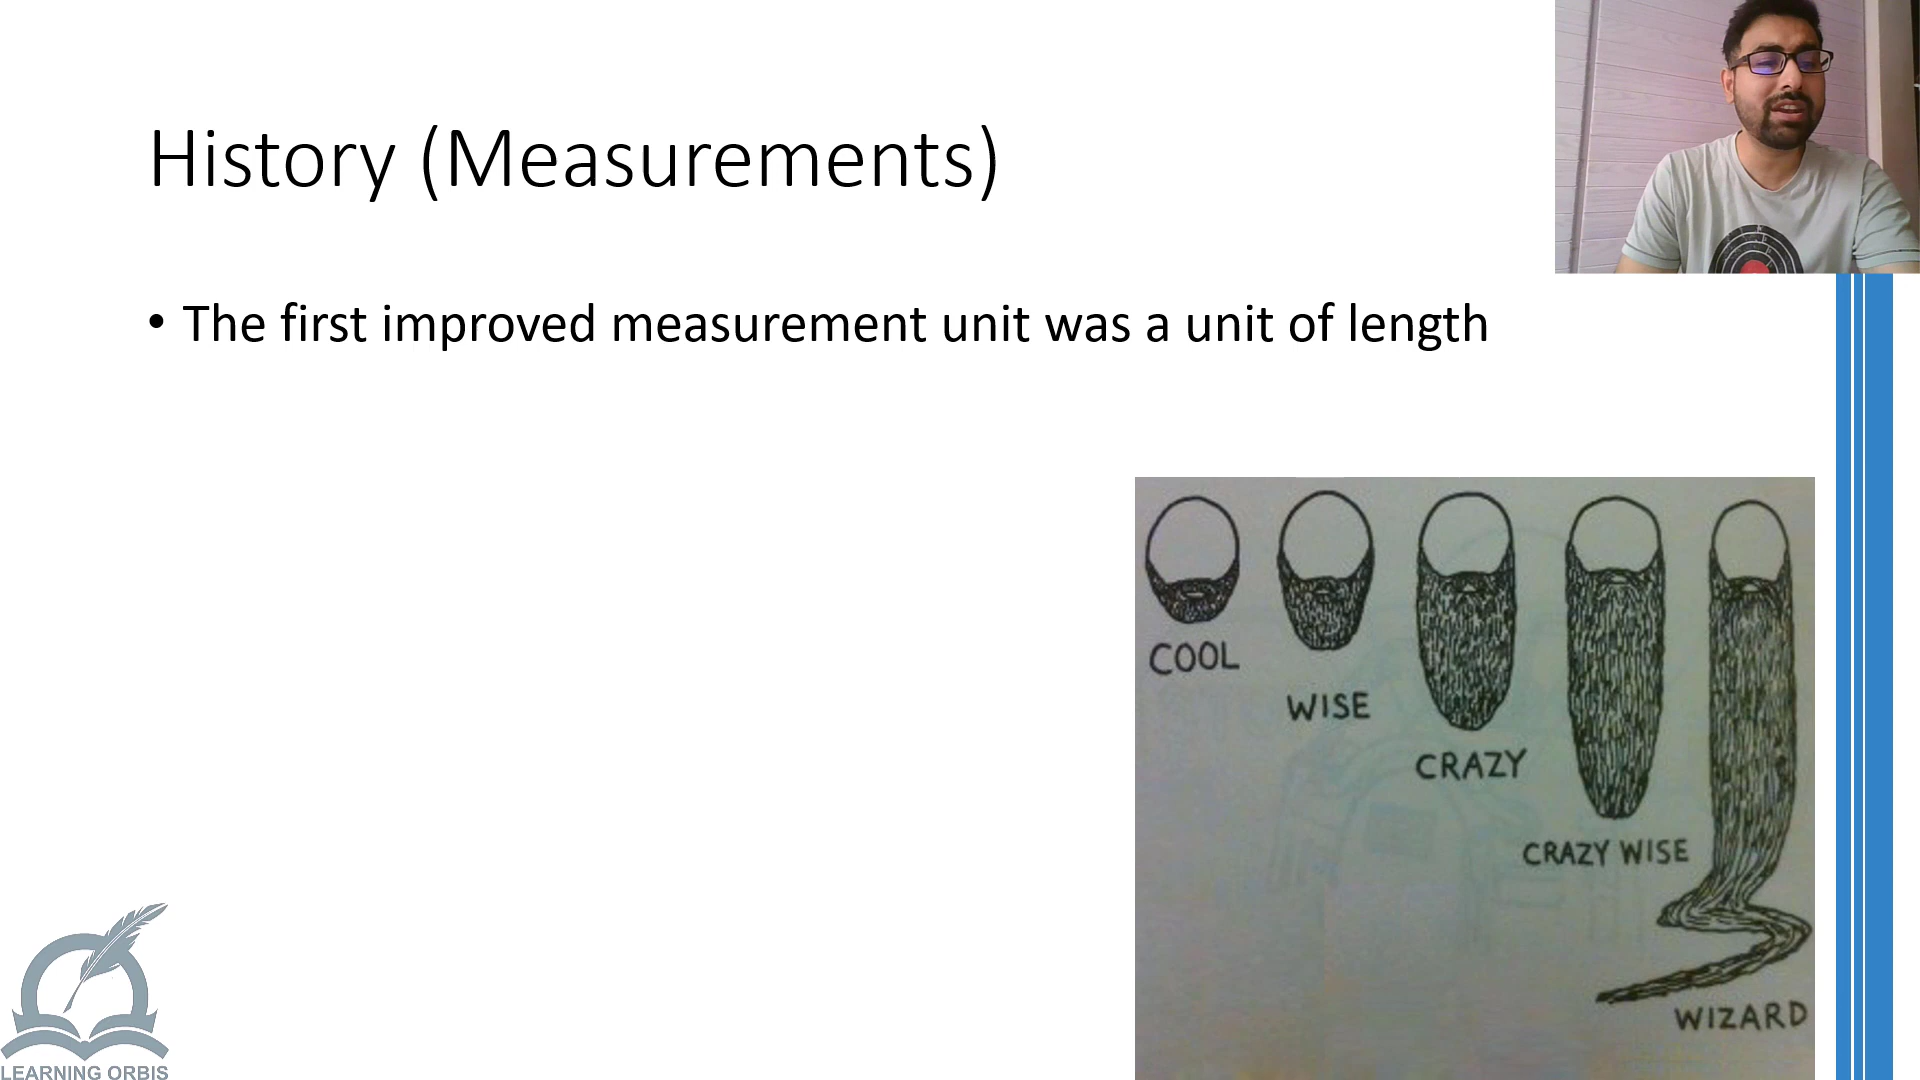 History (Measurements)
• The first improved measurement unit was a unit of length
COOL
WISE
CRAZY
CRAZY WISE
WIZARD
LEARNING ORBIS